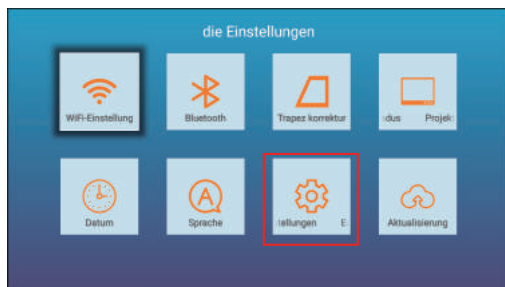 die Einstellungen
WiFi-Einstellung
Bluetooth
Trapez korrektur
dus Projek
Datum
A
Sprache
tellungen E
Aktualisierung